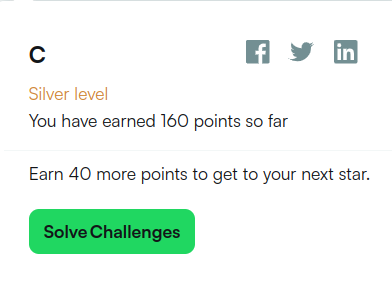 C
Silver level
You have earned 160 points so far
Earn 40 more points to get to your next star.
Solve Challenges